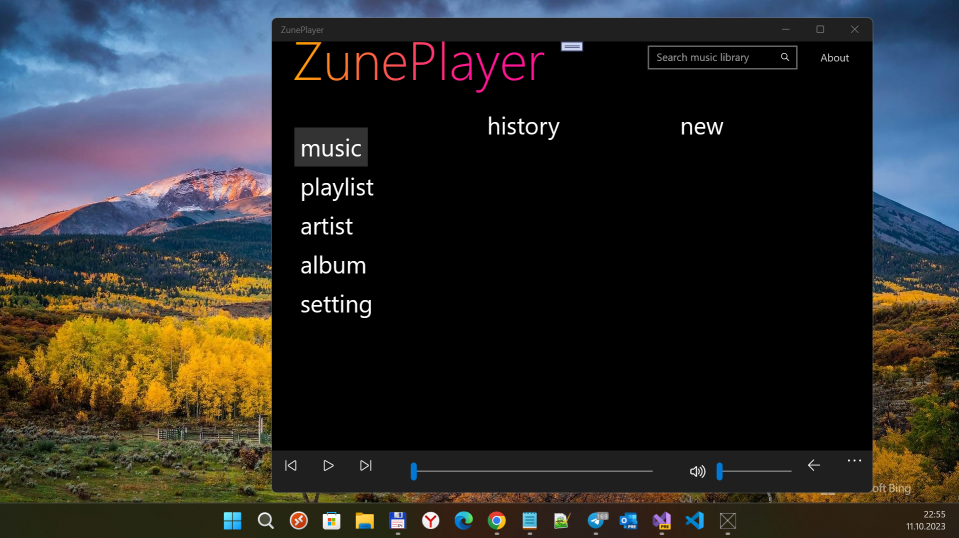 ZunePlayer
ZunePlayer
Search music library
About
history
new
music
playlist
artist
album
setting
oft Bing
22:55
11.10.2023